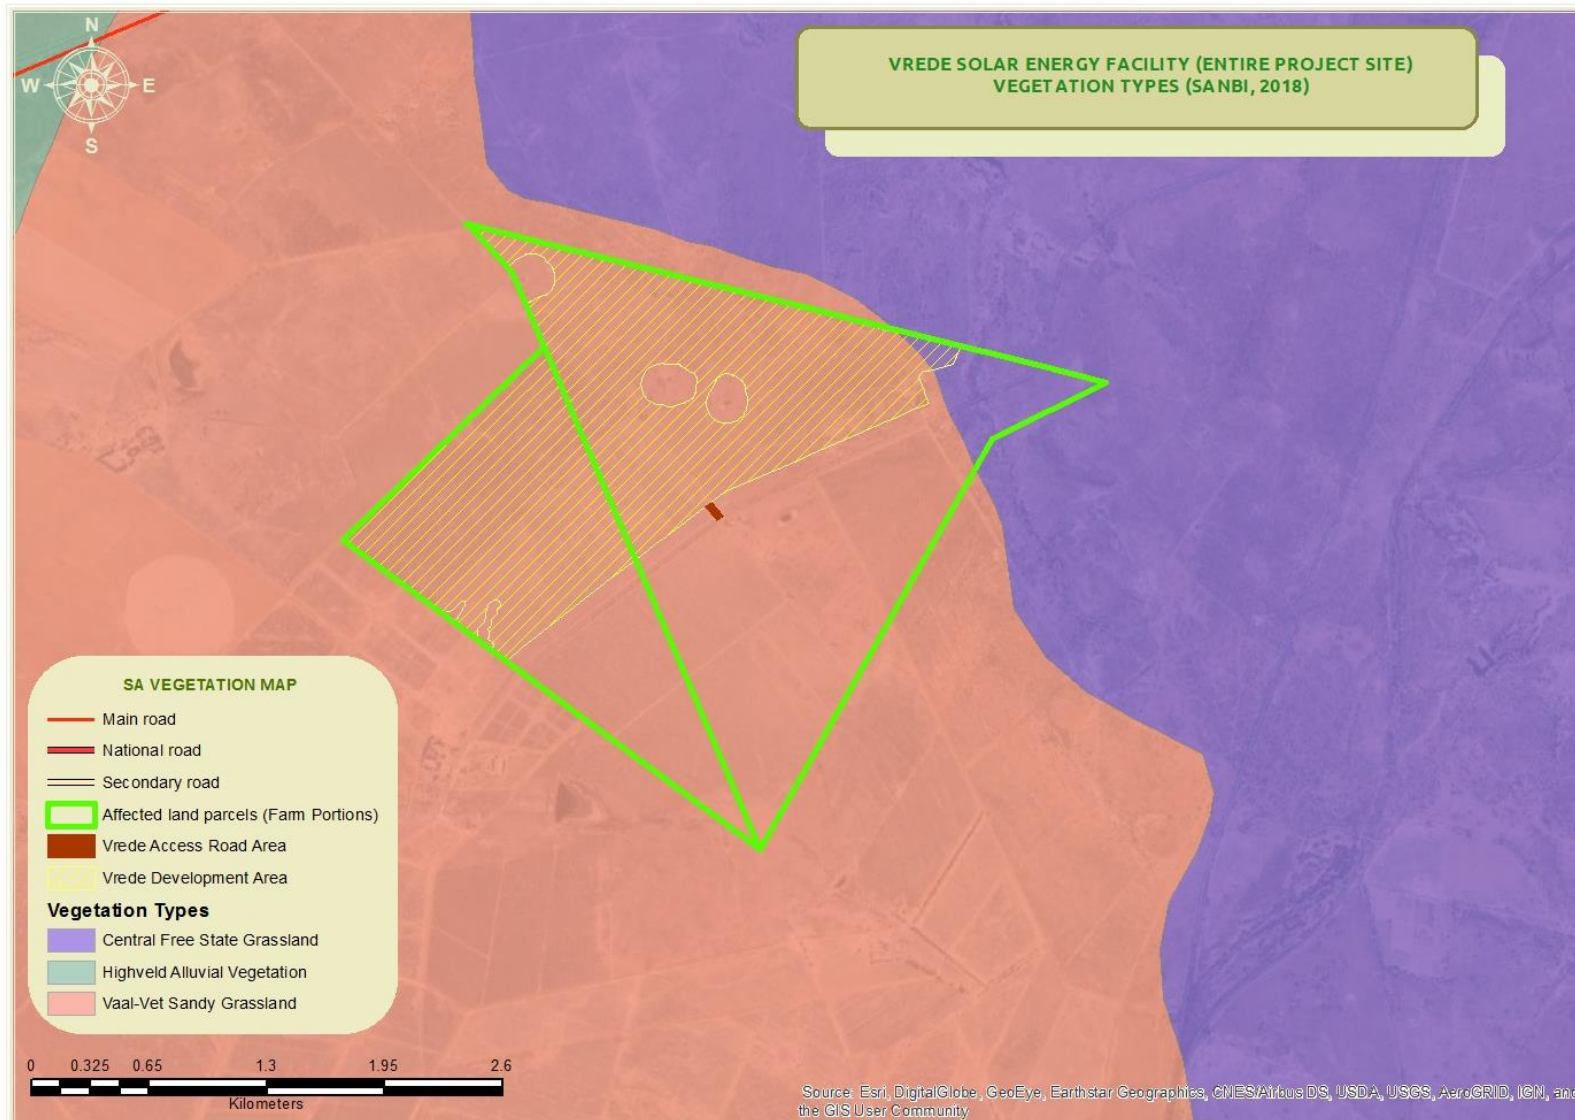 N
W
E
S
VREDE SOLAR ENERGY FACILITY (ENTIRE PROJECT SITE)
VEGETATION TYPES (SANBI, 2018)
SA VEGETATION MAP
Main road
National road
Secondary road
Affected land parcels (Farm Portions)
Vrede Access Road Area
Vrede Development Area
Vegetation Types
Central Free State Grassland
Highveld Alluvial Vegetation
Vaal-Vet Sandy Grassland
0 0.325 0.65 1.3 1.95 2.6
Kilometers
Source: Esri, DigitalGlobe, GeoEye, Earthstar Geographics, CNES/Airbus DS, USDA, USGS, AeroGRID, IGN, and
the GIS User Community